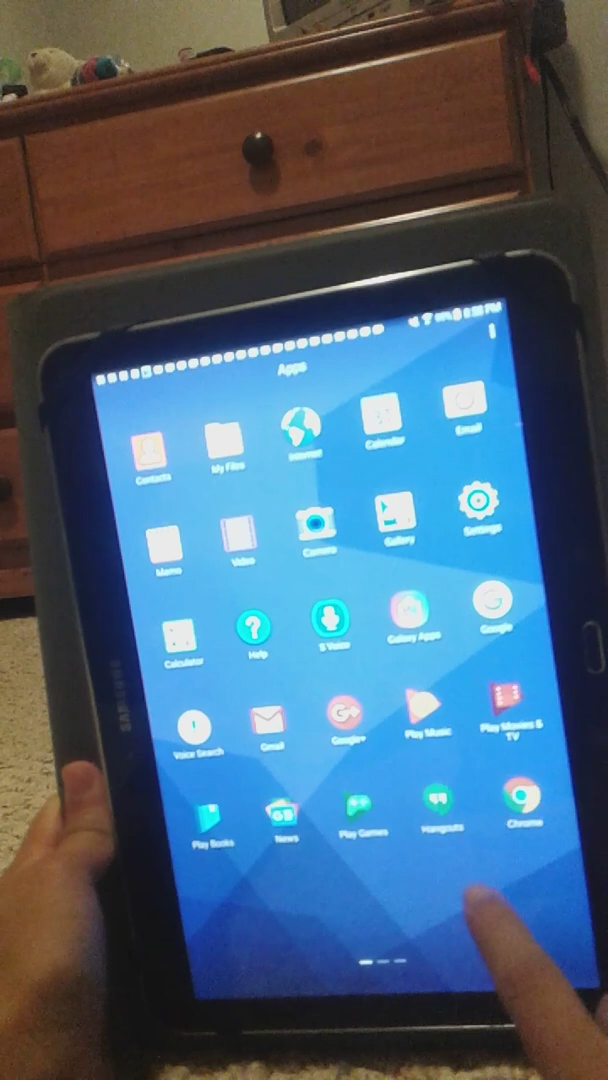 Apps
Contacts
My Files
Internet
Calendar
Email
Memo
Video
Camera
Gallery
Settings
Calculator
Help
S Voice
Galaxy Apps
Google
Voice Search
Gmail
Google+
Play Music
Play Movies &
TV
Play Books
News
Play Games
Hangouts
Chrome
SAMSUNG